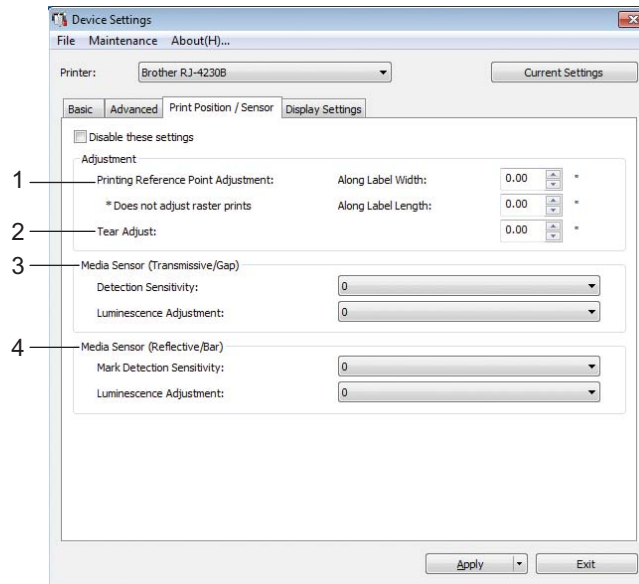 Device Settings
File Maintenance About(H)...
Printer: Brother RJ-4230B Current Settings
Basic Advanced Print Position / Sensor Display Settings
Disable these settings
Adjustment
1 Printing Reference Point Adjustment: Along Label Width: 0.00 "
* Does not adjust raster prints Along Label Length: 0.00 "
2 Tear Adjust: 0.00 "
3 Media Sensor (Transmissive/Gap)
Detection Sensitivity: 0
Luminescence Adjustment: 0
4 Media Sensor (Reflective/Bar)
Mark Detection Sensitivity: 0
Luminescence Adjustment: 0
Apply Exit